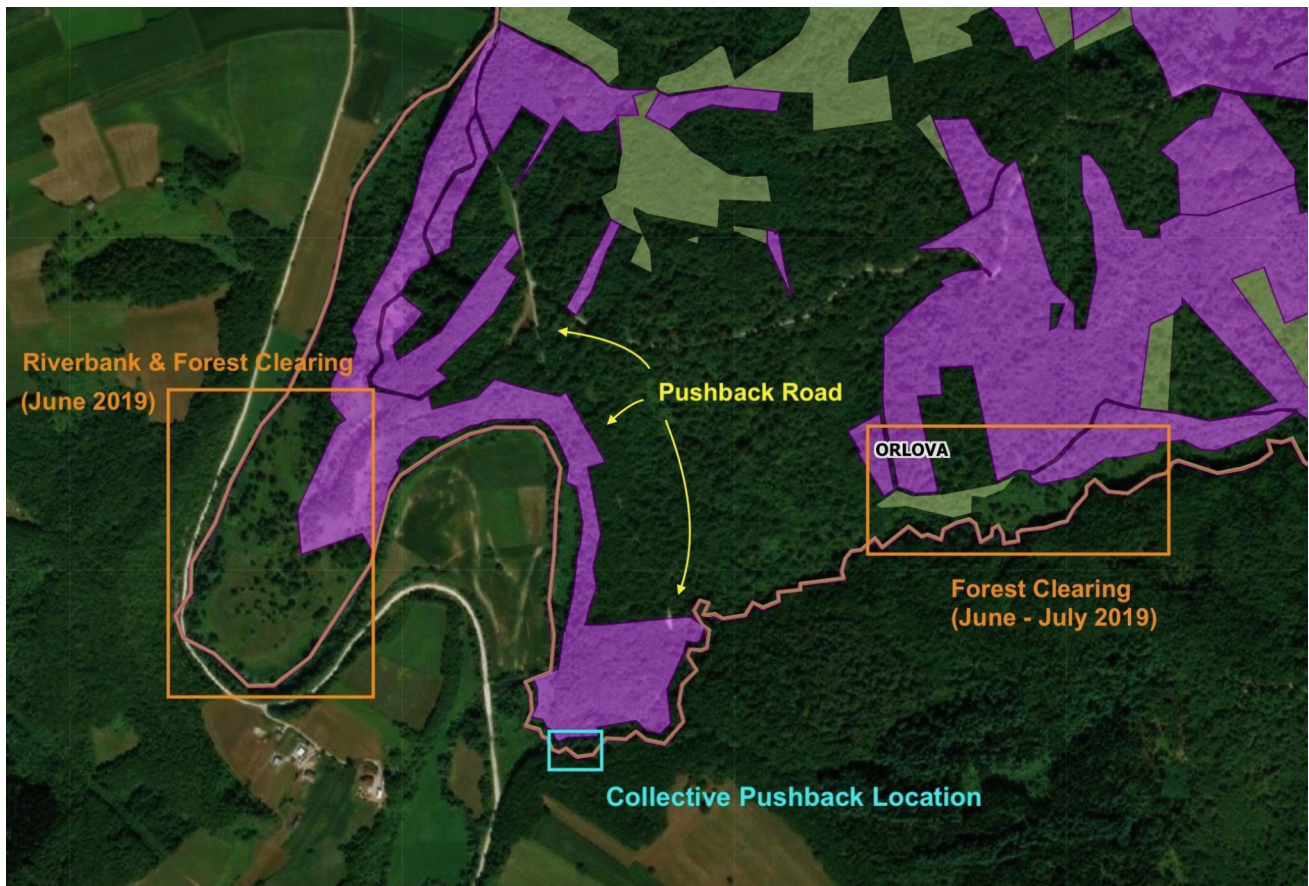 Riverbank & Forest Clearing
(June 2019)
Pushback Road
ORLOVA
Forest Clearing
(June - July 2019)
Collective Pushback Location